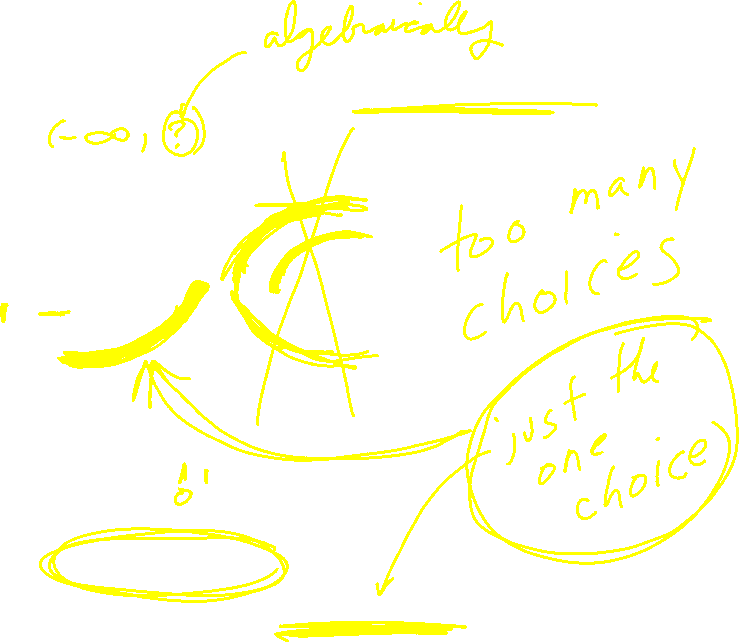 algebraically
(-∞, ?
too many
choices
just the
one
choice